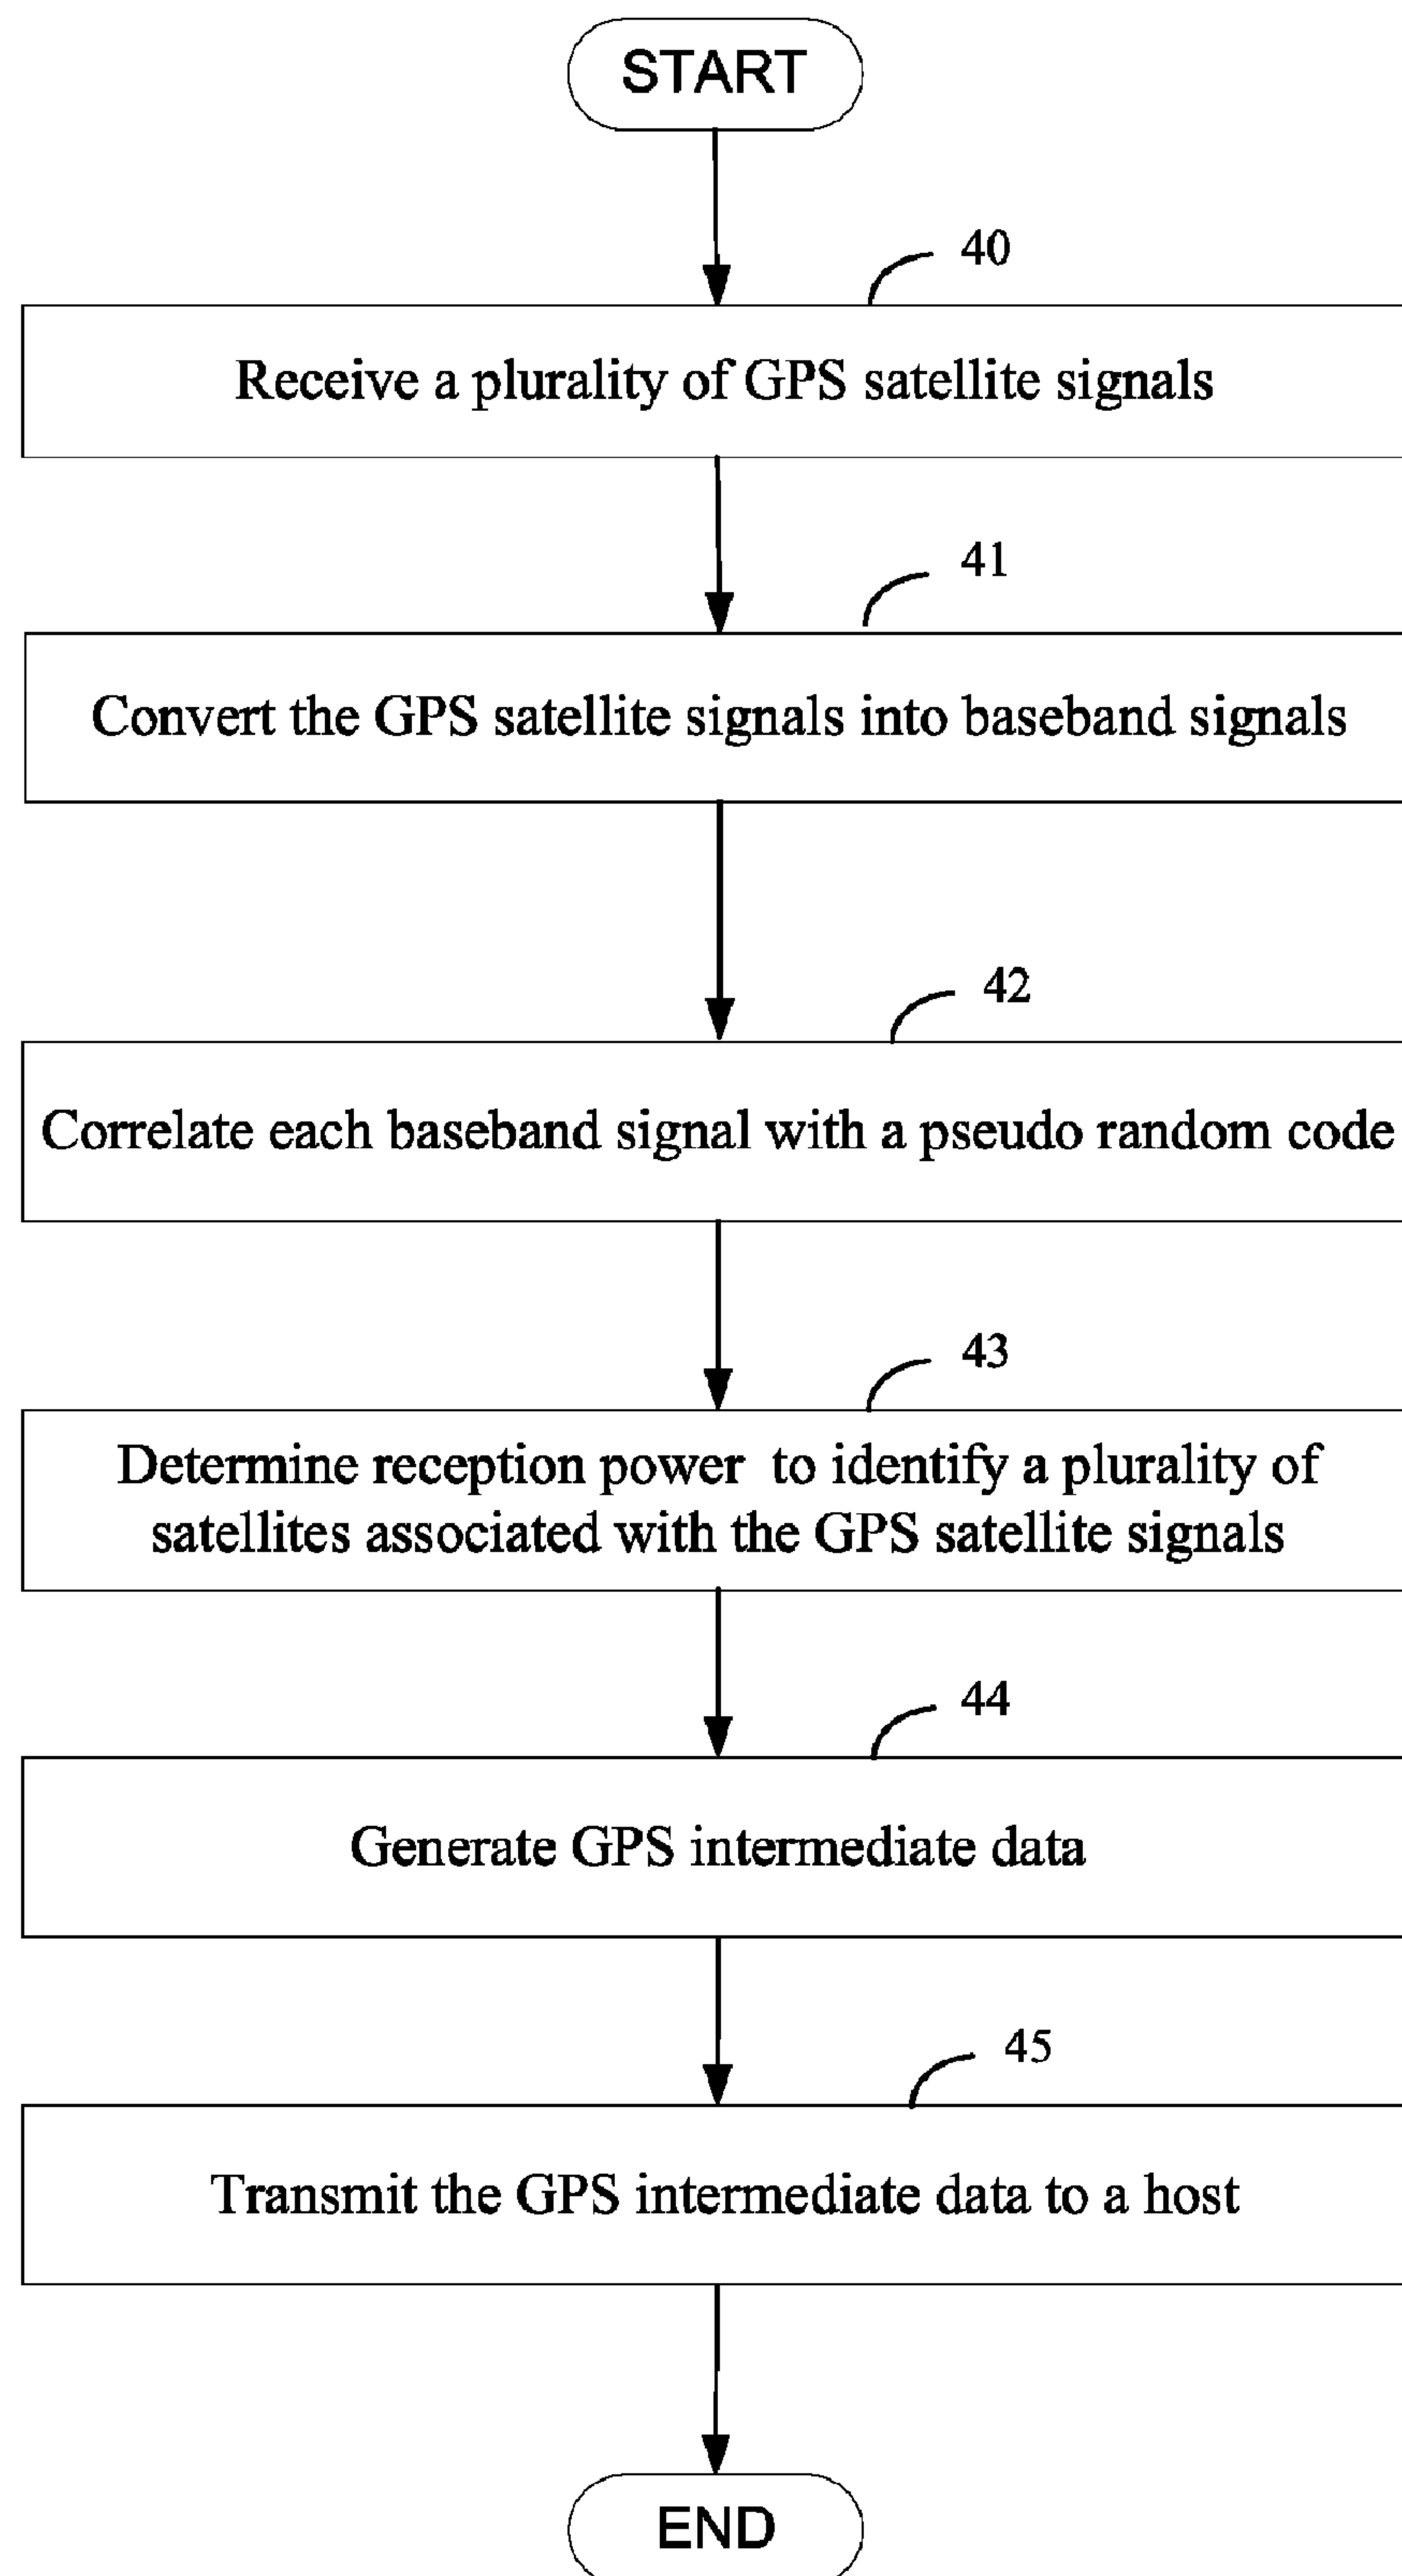 START
40
Receive a plurality of GPS satellite signals
41
Convert the GPS satellite signals into baseband signals
42
Correlate each baseband signal with a pseudo random code
43
Determine reception power to identify a plurality of
satellites associated with the GPS satellite signals
44
Generate GPS intermediate data
45
Transmit the GPS intermediate data to a host
END